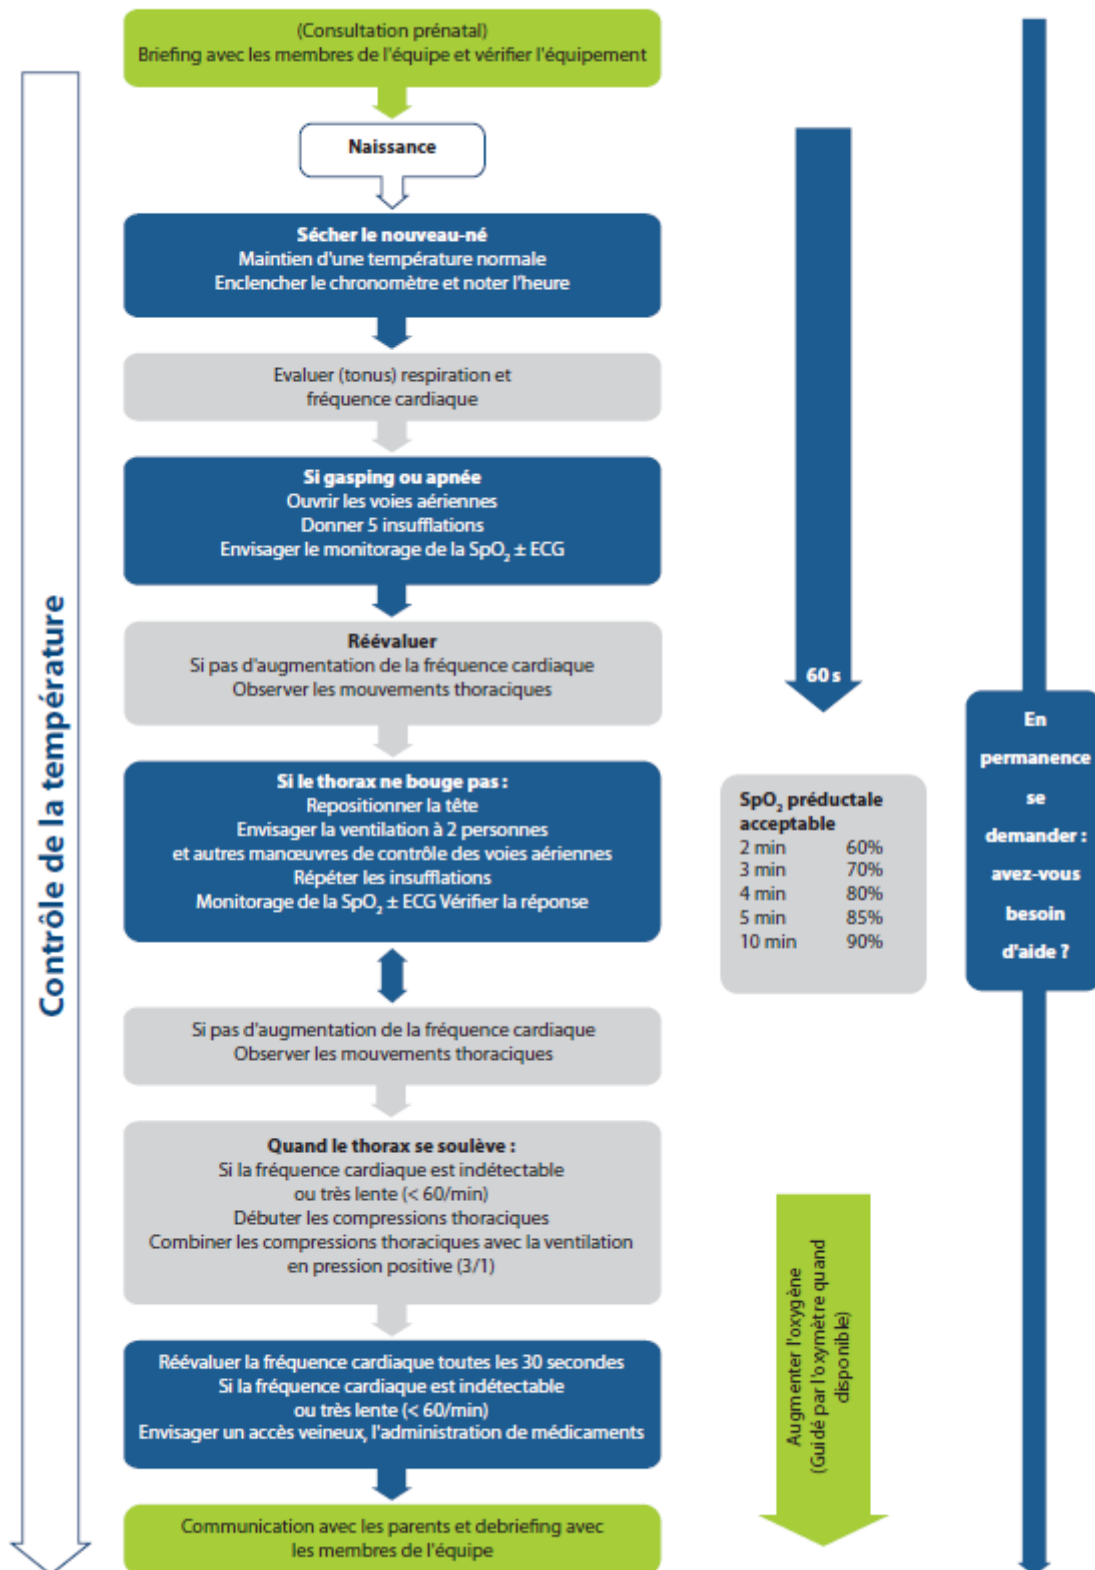 (Consultation prénatal)
Briefing avec les membres de l'équipe et vérifier l'équipement
Naissance
Sécher le nouveau-né
Maintien d'une température normale
Enclencher le chronomètre et noter l'heure
Evaluer (tonus) respiration et
fréquence cardiaque
Si gasping ou apnée
Ouvrir les voies aériennes
Donner 5 insufflations
Envisager le monitorage de la SpO₂ ± ECG
Réévaluer
Si pas d'augmentation de la fréquence cardiaque
Observer les mouvements thoraciques
Si le thorax ne bouge pas :
Repositionner la tête
Envisager la ventilation à 2 personnes
et autres manœuvres de contrôle des voies aériennes
Répéter les insufflations
Monitorage de la SpO₂ ± ECG Vérifier la réponse
Si pas d'augmentation de la fréquence cardiaque
Observer les mouvements thoraciques
Quand le thorax se soulève :
Si la fréquence cardiaque est indétectable
ou très lente (< 60/min)
Débuter les compressions thoraciques
Combiner les compressions thoraciques avec la ventilation
en pression positive (3/1)
Réévaluer la fréquence cardiaque toutes les 30 secondes
Si la fréquence cardiaque est indétectable
ou très lente (< 60/min)
Envisager un accès veineux, l'administration de médicaments
Communication avec les parents et debriefing avec
les membres de l'équipe
Contrôle de la température
60 s
SpO₂ préductale
acceptable
2 min 60%
3 min 70%
4 min 80%
5 min 85%
10 min 90%
Augmenter l'oxygène
(Guidé par l'oxymètre quand
disponible)
En
permanence
se
demander :
avez-vous
besoin
d'aide ?